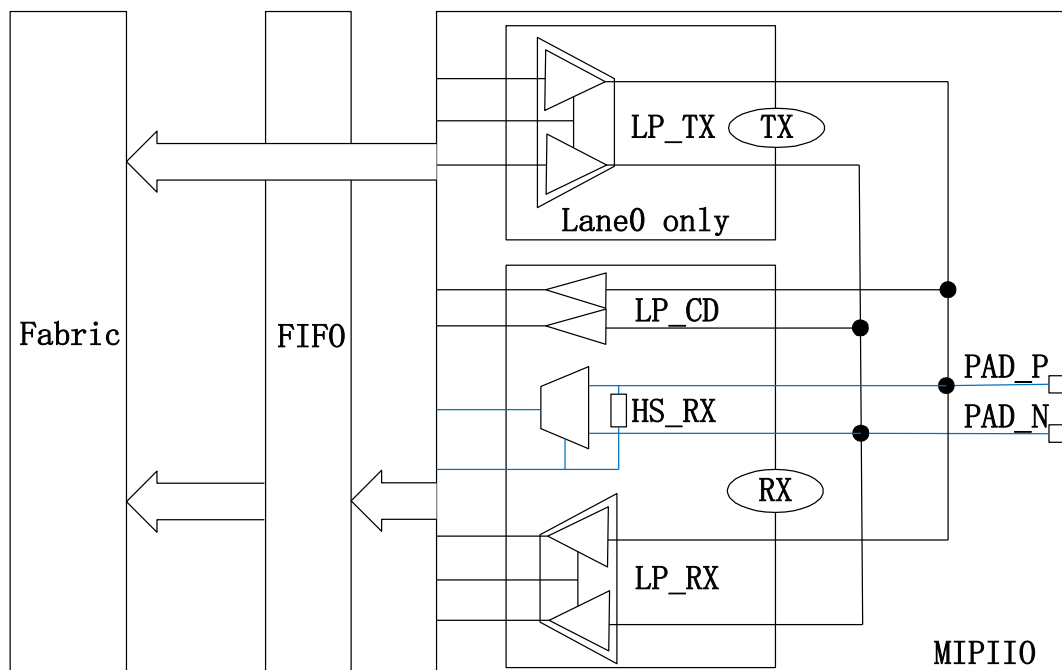 LP_TX
TX
Lane0 only
LP_CD
Fabric
FIFO
PAD_P
HS_RX
PAD_N
RX
LP_RX
MIPIIO